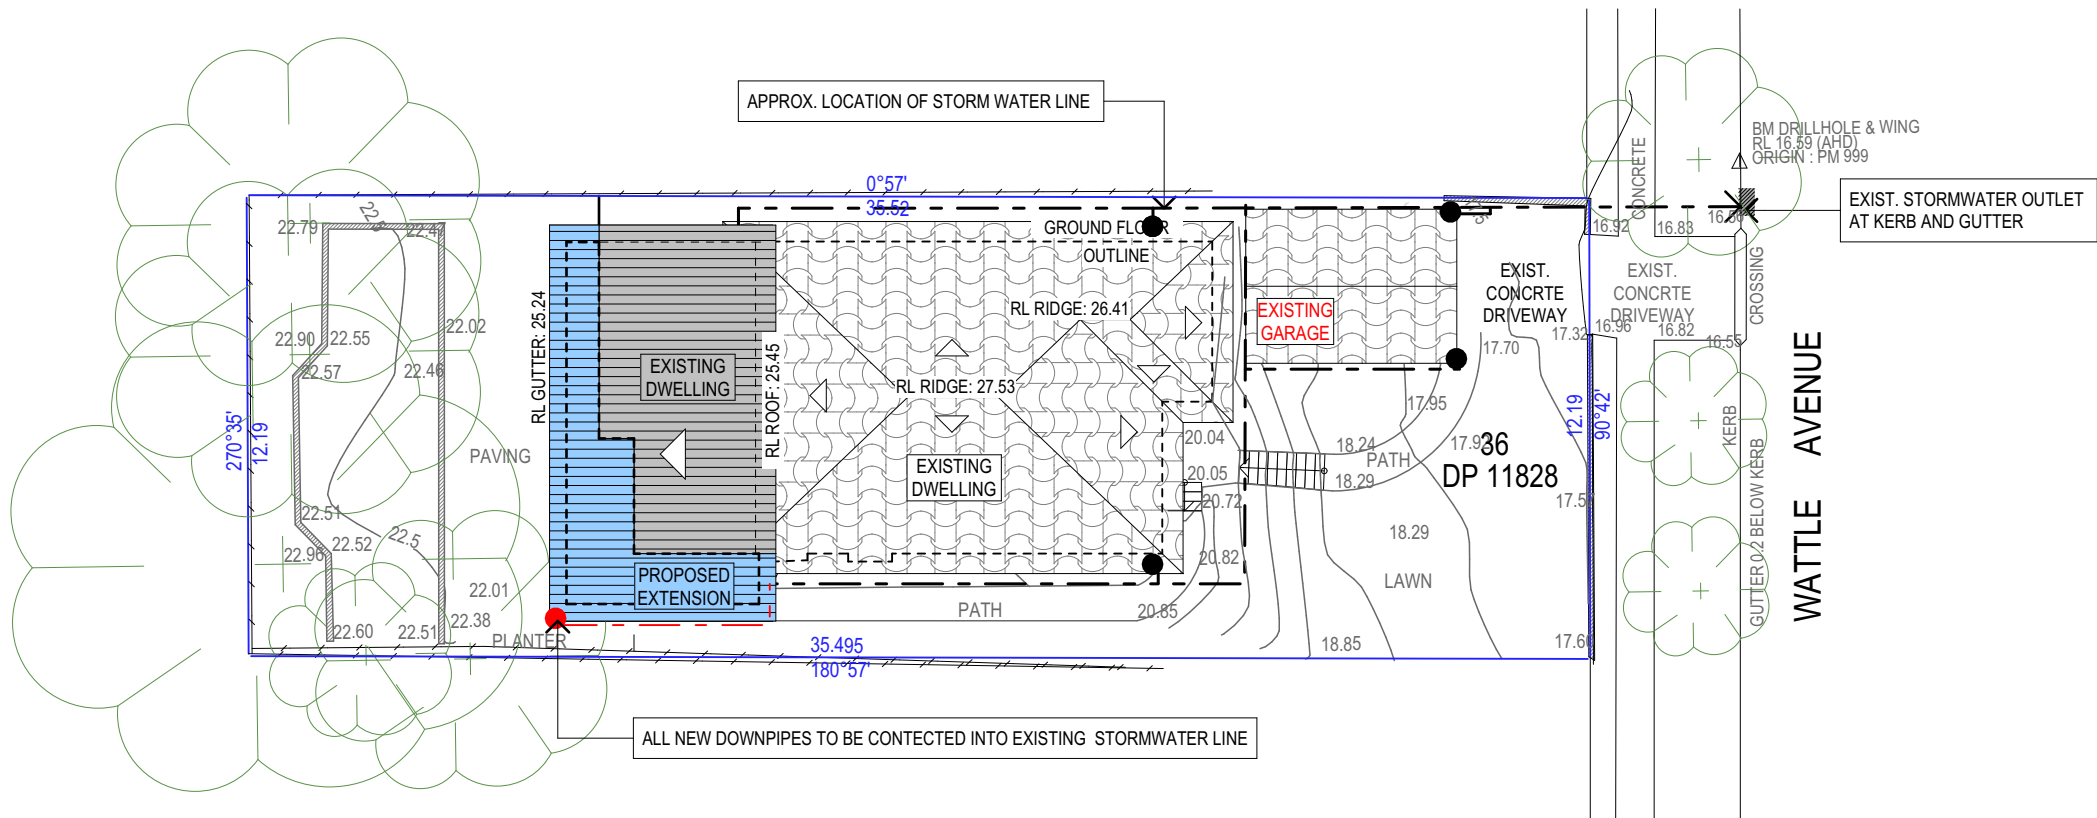 APPROX. LOCATION OF STORM WATER LINE
BM DRILLHOLE & WING
RL 16.59 (AHD)
ORIGIN : PM 999
EXIST. STORMWATER OUTLET
AT KERB AND GUTTER
0°57'
35.52
CONCRETE
22.79
22.5
22.47
GROUND FLOOR
OUTLINE
16.92
16.83
16.56
CROSSING
EXIST.
CONCRTE
DRIVEWAY
EXIST.
CONCRTE
DRIVEWAY
RL GUTTER: 25.24
RL RIDGE: 26.41
EXISTING
GARAGE
22.90
22.55
22.02
17.32
16.96
16.82
16.55
17.70
22.57
22.46
EXISTING
DWELLING
RL ROOF: 25.45
RL RIDGE: 27.53
17.95
270°35'
12.19
12.19
90°42'
WATTLE AVENUE
KERB
GUTTER 0.2 BELOW KERB
PAVING
20.04
18.24
36
DP 11828
PATH
EXISTING
DWELLING
20.05
18.29
20.72
22.51
22.52
22.5
22.96
18.29
20.82
LAWN
PROPOSED
EXTENSION
22.01
22.38
PATH
20.85
22.60
22.51
PLANTER
35.495
180°57'
18.85
ALL NEW DOWNPIPES TO BE CONTECTED INTO EXISTING STORMWATER LINE